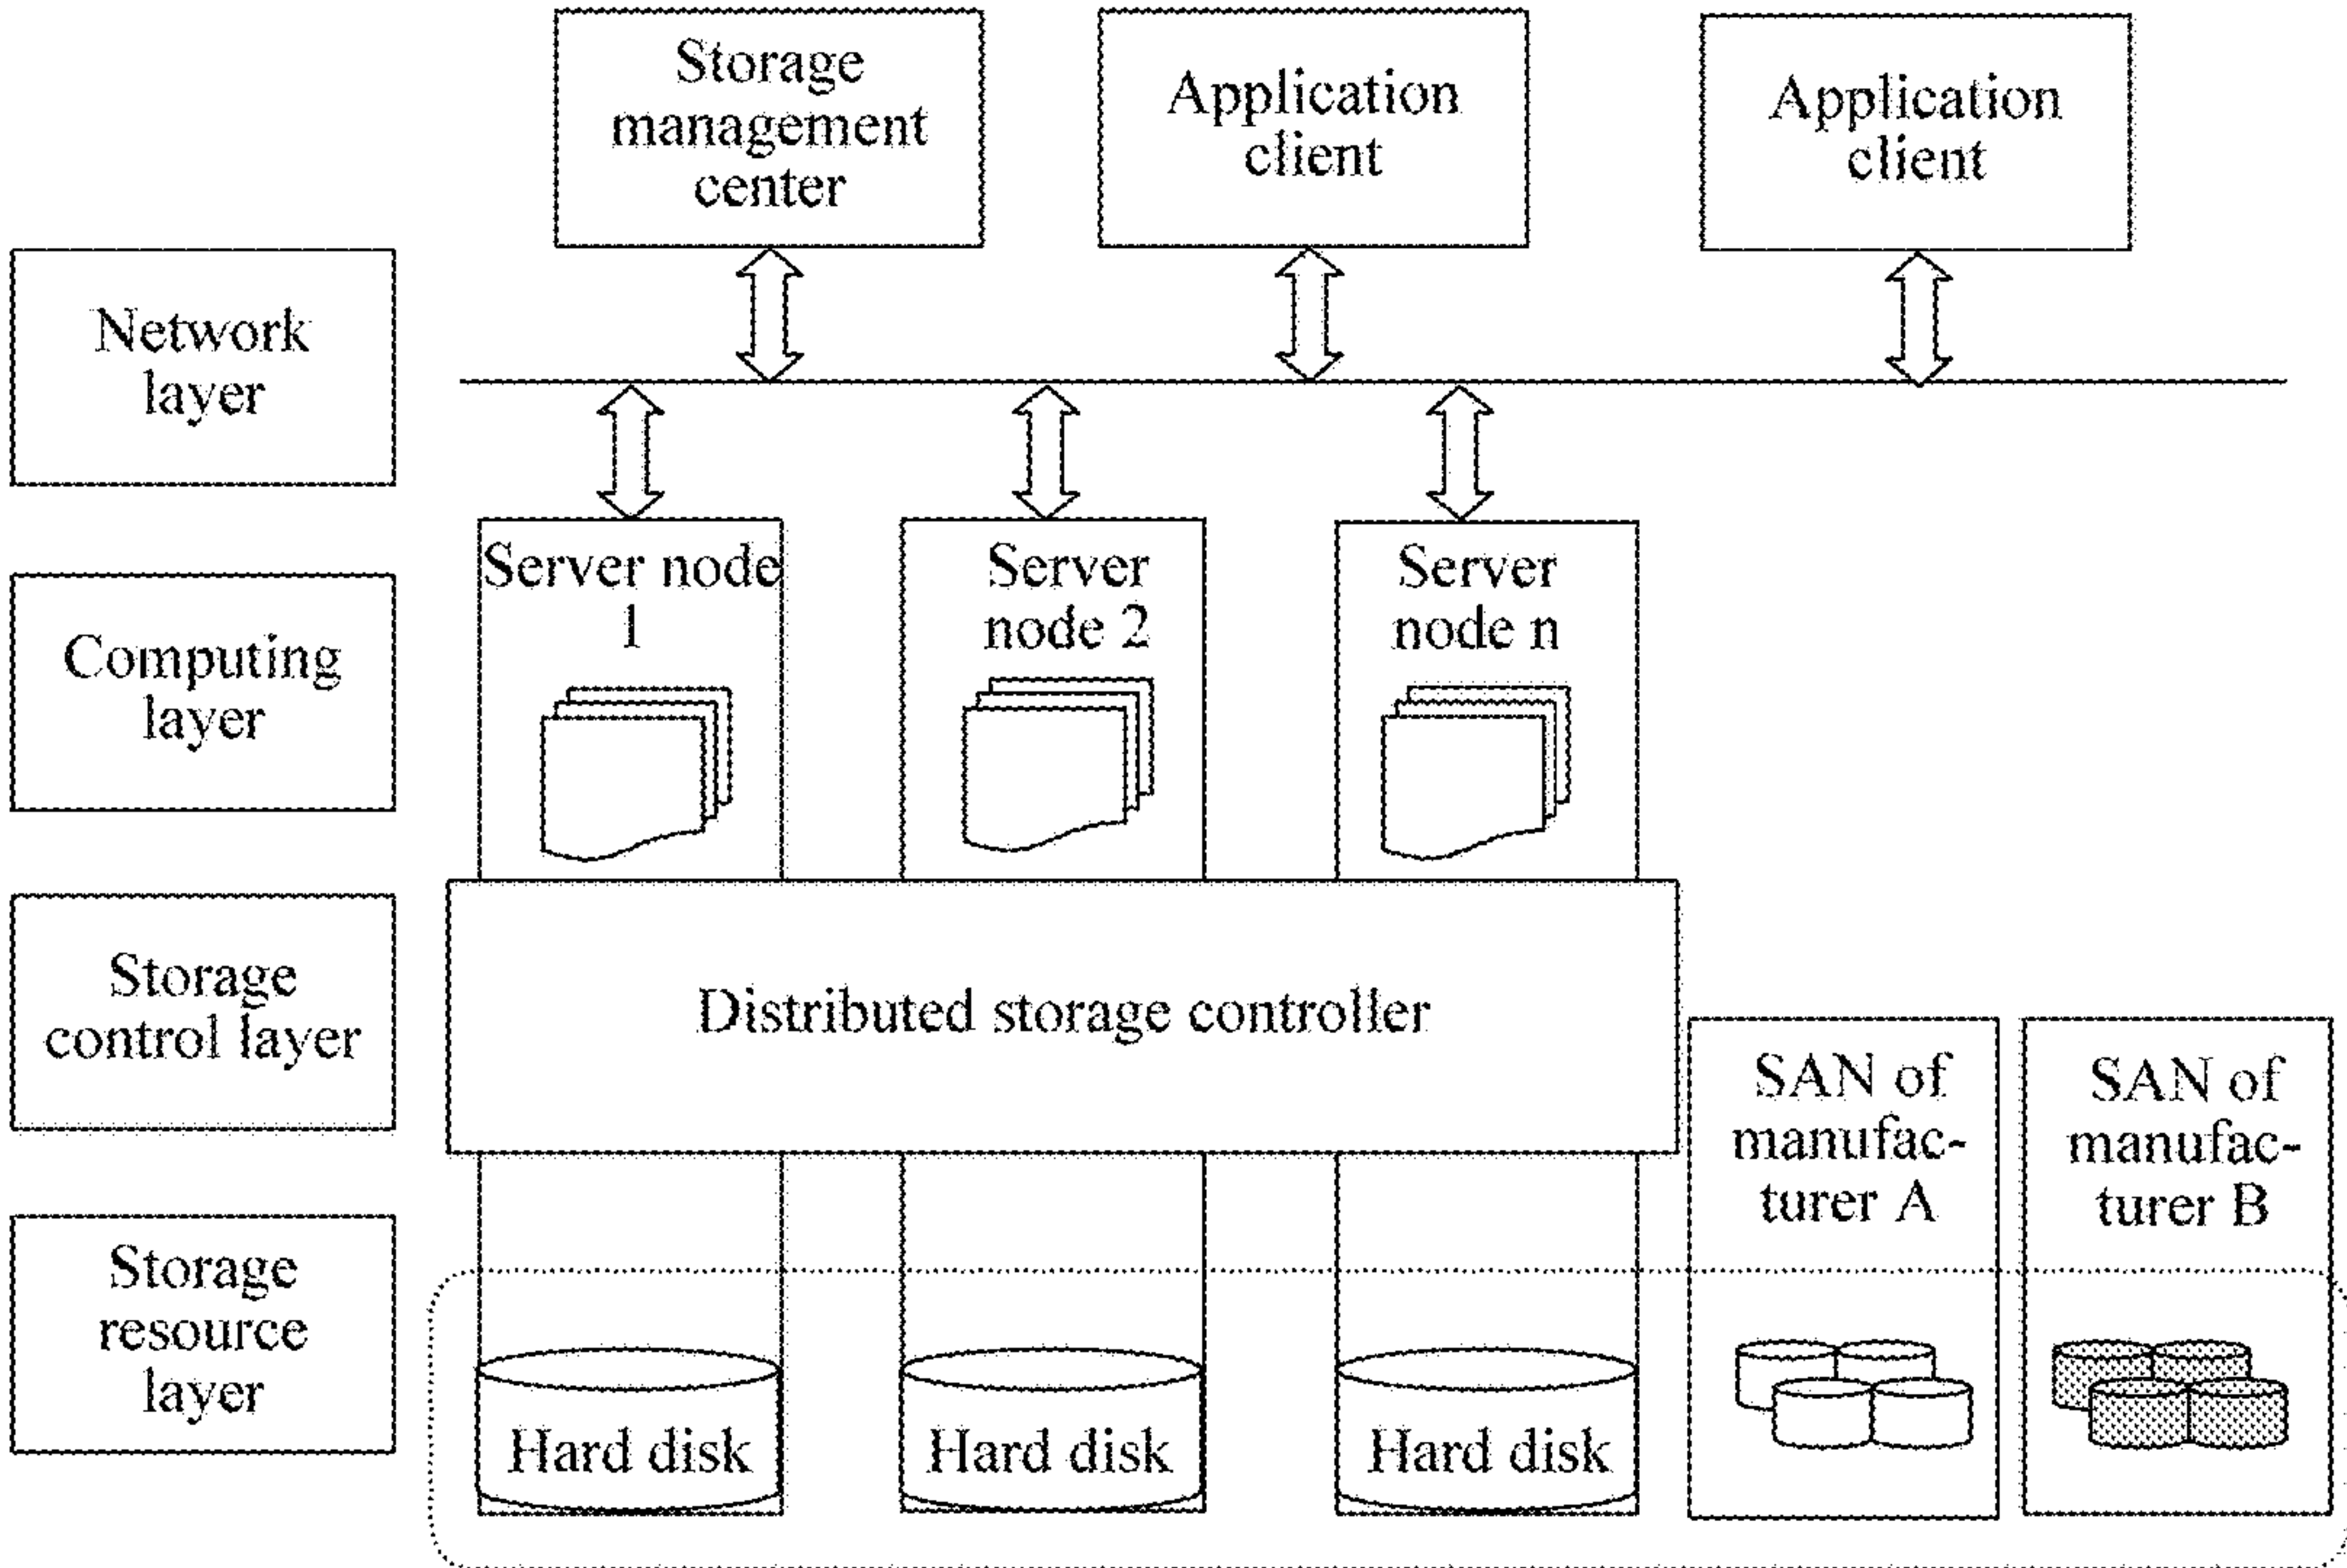 Storage
management
center
Application
client
Application
client
Network
layer
Server node
1
Server
node 2
Server
node n
Computing
layer
Storage
control layer
Distributed storage controller
SAN of
manufac-
turer A
SAN of
manufac-
turer B
Storage
resource
layer
Hard disk
Hard disk
Hard disk